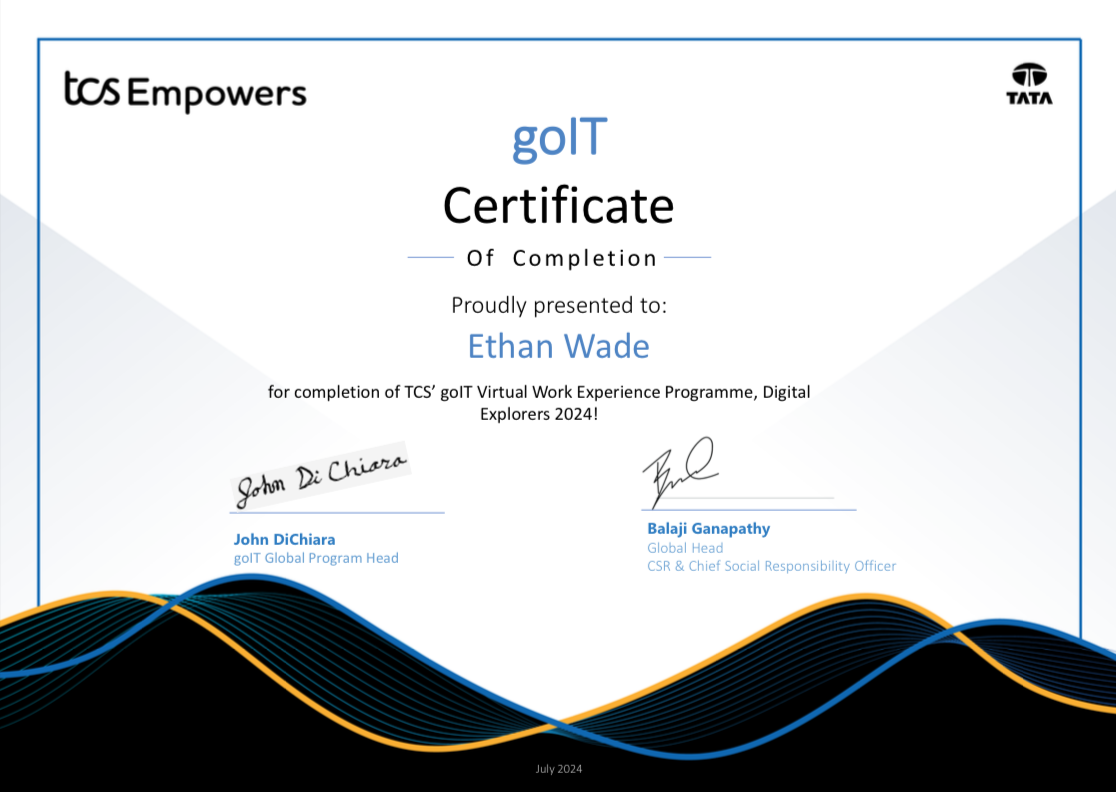 tcs Empowers
TATA
goIT
Certificate
Of Completion
Proudly presented to:
Ethan Wade
for completion of TCS’ goIT Virtual Work Experience Programme, Digital
Explorers 2024!
John Di Chiara
John DiChiara
goIT Global Program Head
Balaji Ganapathy
Global Head
CSR & Chief Social Responsibility Officer
July 2024